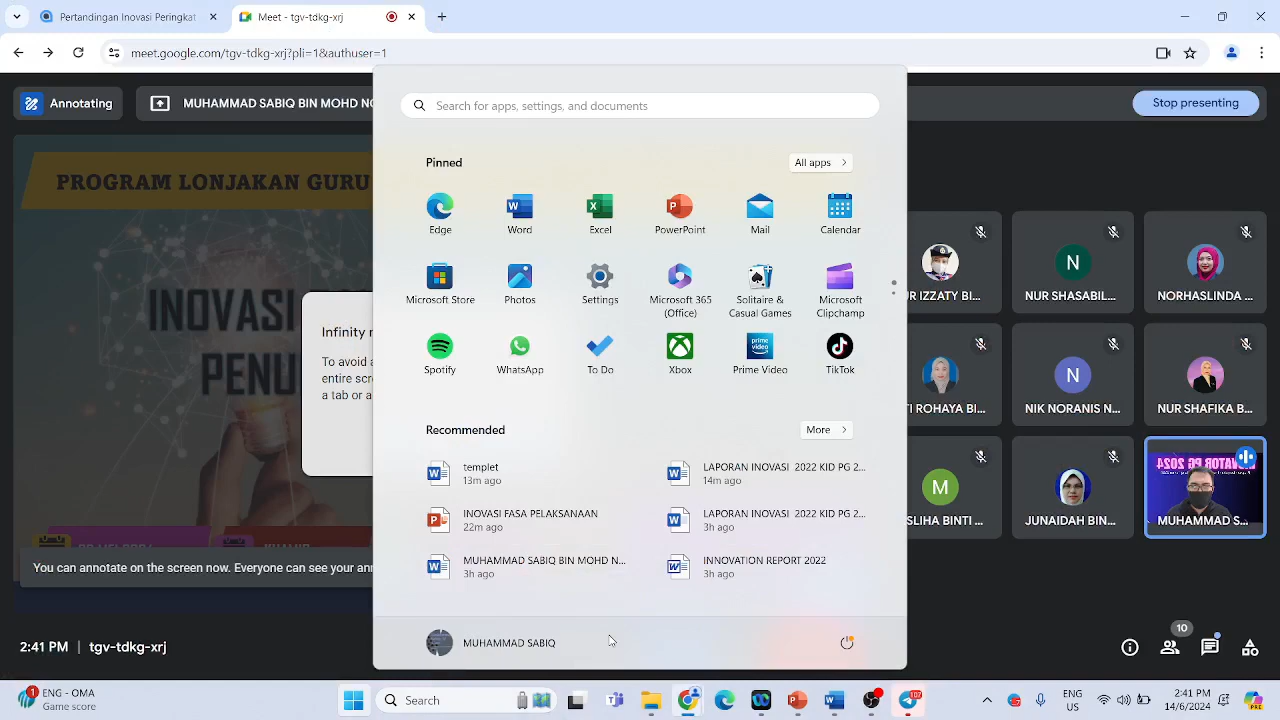 Pertandingan Inovasi Peringkat
Meet - tgv-tdkg-xrj
meet.google.com/tgv-tdkg-xrj?pli=1&authuser=1
Annotating
MUHAMMAD SABIQ BIN MOHD NO
Stop presenting
PROGRAM LONJAKAN GURU
INOVASI
PENU
Infinity
To avoid
entire scr
a tab or a
You can annotate on the screen now. Everyone can see your ann
Search for apps, settings, and documents
Pinned
All apps
Edge
Word
Excel
PowerPoint
Mail
Calendar
Microsoft Store
Photos
Settings
Microsoft 365
(Office)
Solitaire &
Casual Games
Microsoft
Clipchamp
Spotify
WhatsApp
To Do
Xbox
Prime Video
TikTok
Recommended
More
templet
13m ago
LAPORAN INOVASI 2022 KID PG 2...
14m ago
INOVASI FASA PELAKSANAAN
22m ago
LAPORAN INOVASI 2022 KID PG 2...
3h ago
MUHAMMAD SABIQ BIN MOHD N...
3h ago
INNOVATION REPORT 2022
3h ago
MUHAMMAD SABIQ
R IZZATY BI...
N
NUR SHASABIL...
NORHASLINDA ...
TI ROHAYA BI...
N
NIK NORANIS N...
NUR SHAFIKA B...
M
SLIHA BINTI ...
JUNAIDAH BIN...
MUHAMMAD S...
2:41 PM | tgv-tdkg-xrj
10
1
ENG - OMA
Game score
Search
107
ENG
US
2:41 PM
14/6/2024
PRE